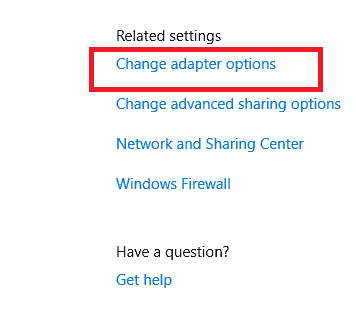 Related settings
Change adapter options
Change advanced sharing options
Network and Sharing Center
Windows Firewall
Have a question?
Get help